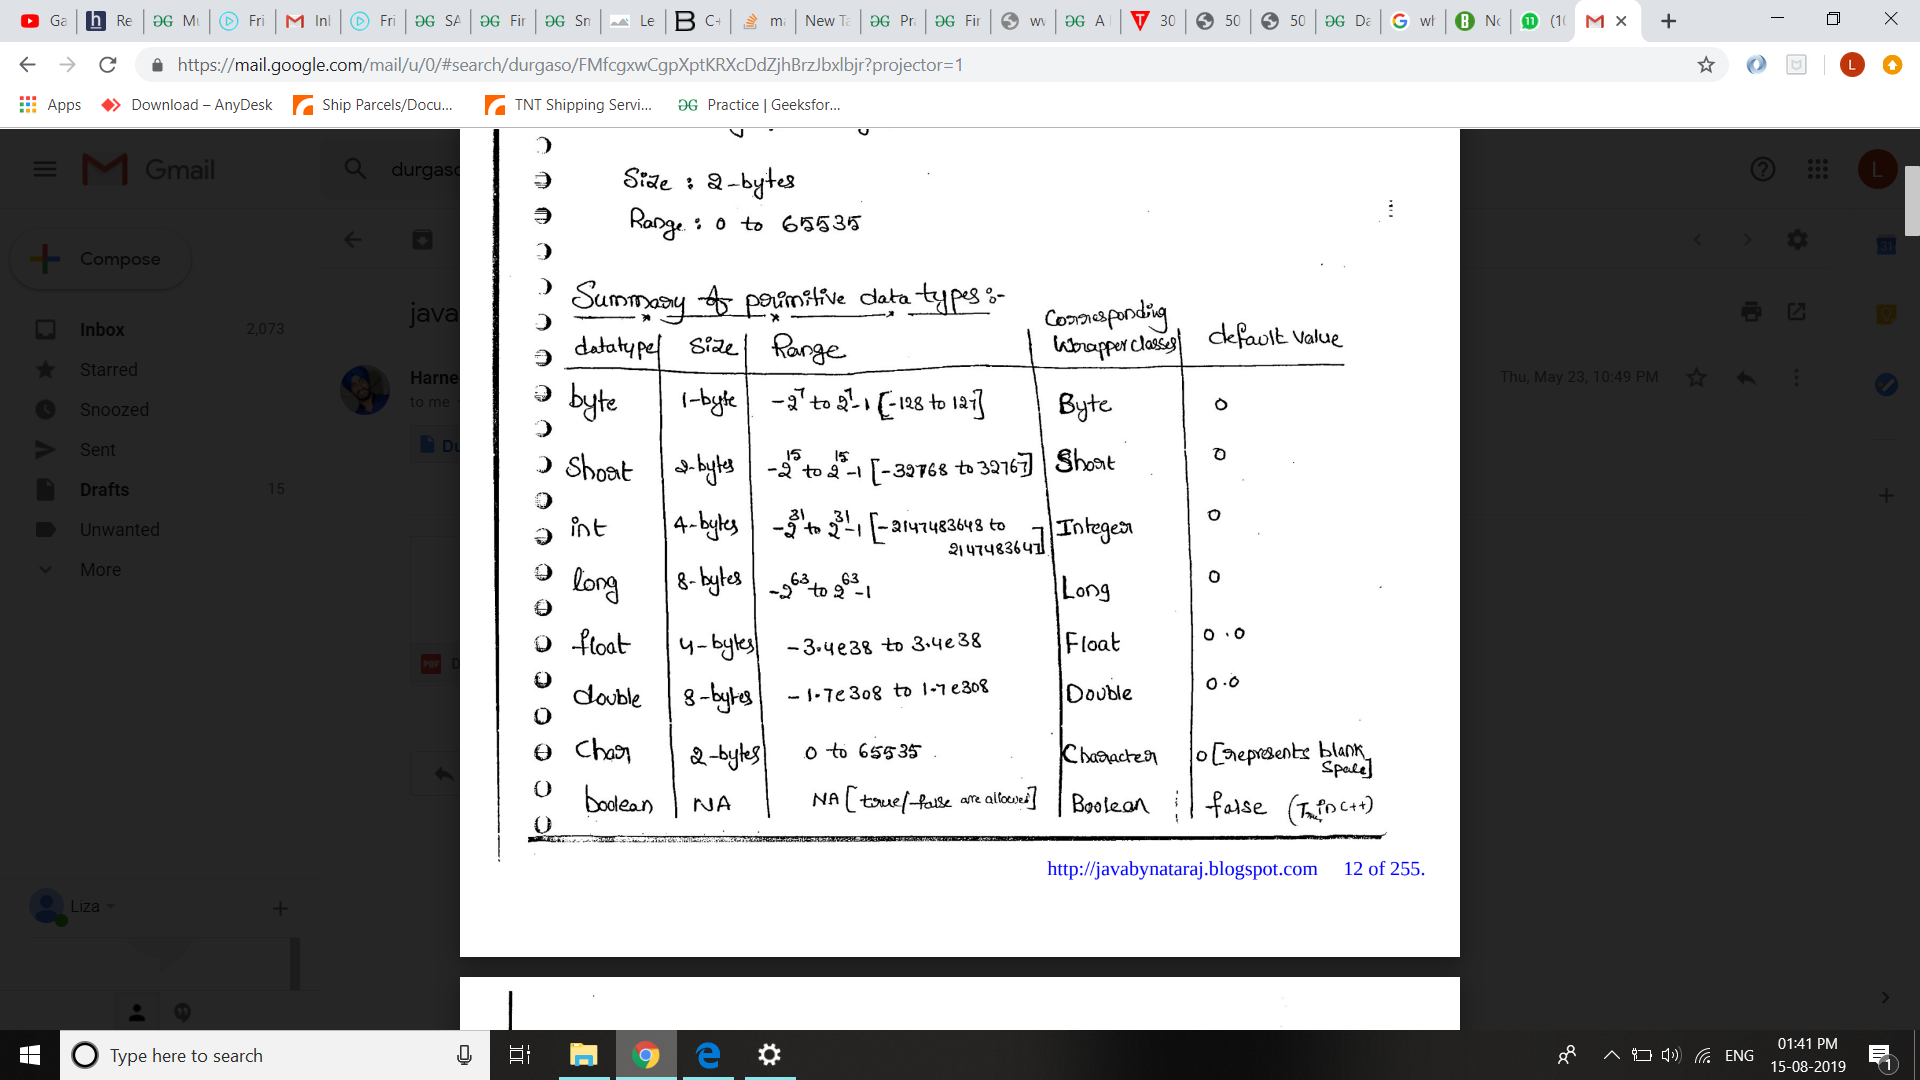 Ga Re Mu Fri Inl Fri SA Fir Sn Le C+ ma New Ta Pra Fir wv A 30 50 50 Da wh No (10
https://mail.google.com/mail/u/0/#search/durgaso/FMfcgxwCgpXptKRXcDdZjhBrzJbxlbjr?projector=1
Apps Download – AnyDesk Ship Parcels/Docu... TNT Shipping Servi... Practice | Geeksfor...
Gmail
durgaso
Compose
Inbox 2,073
Starred
Snoozed
Sent
Drafts 15
Unwanted
More
java
Harne
to me
Du
PDF D
Thu, May 23, 10:49 PM
Liza
Size : 2-bytes
Range : 0 to 65535
Summary of primitive data types :-
datatype Size Range Corresponding Wrapper classes default value
byte 1-byte -2^7 to 2^7-1 [-128 to 127] Byte 0
Short 2-bytes -2^15 to 2^15-1 [-32768 to 32767] Short 0
int 4-bytes -2^31 to 2^31-1 [-2147483648 to 2147483647] Integer 0
long 8-bytes -2^63 to 2^63-1 Long 0
float 4-bytes -3.4e38 to 3.4e38 Float 0.0
double 8-bytes -1.7e308 to 1.7e308 Double 0.0
Char 2-bytes 0 to 65535 Character 0 [represents blank space]
boolean NA NA [true/false are allowed] Boolean false (True in C++)
http://javabynataraj.blogspot.com 12 of 255.
Type here to search
ENG
01:41 PM
15-08-2019
1